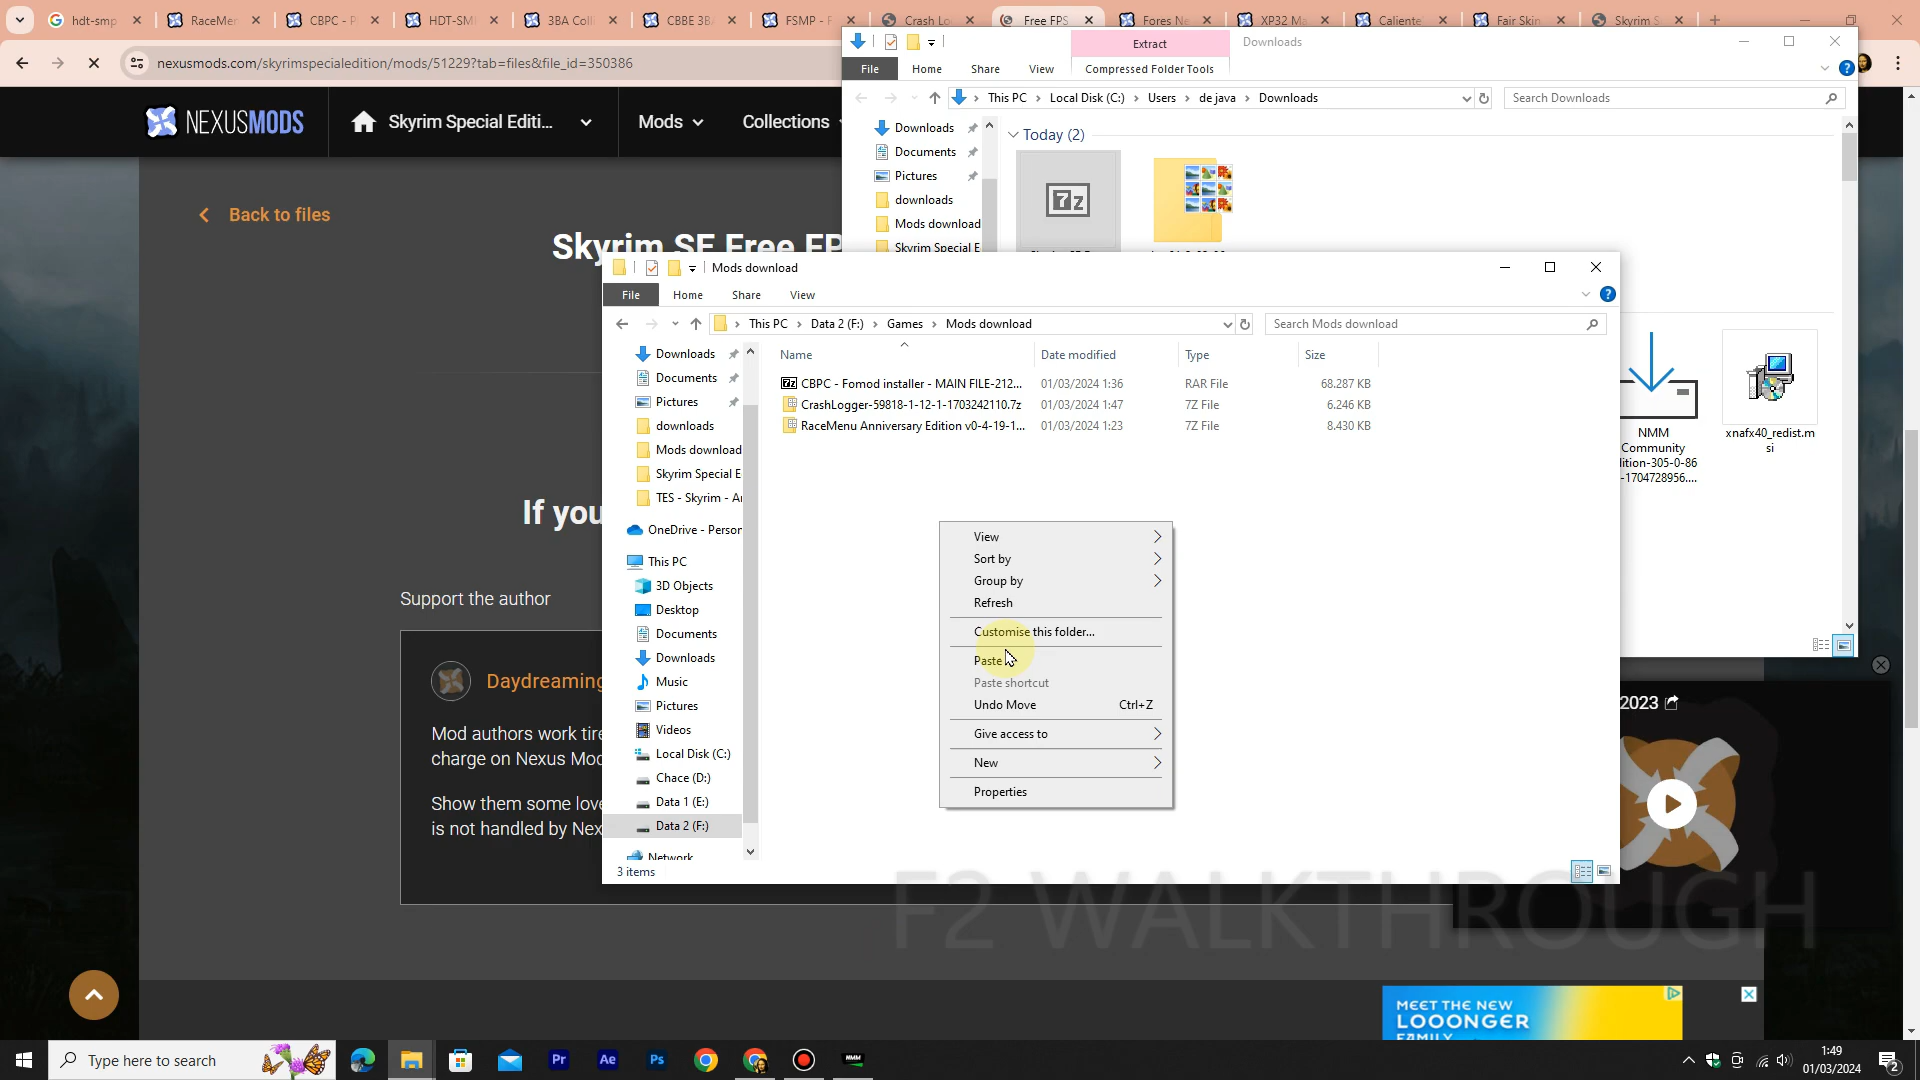 hdt-smp
RaceMer
CBPC - P
HDT-SMI
3BA Coll
CBBE 3B
FSMP - F
Crash Lo
Free FPS
Fores Ne
XP32 Ma
Caliente
Fair Skin
Skyrim S
nexusmods.com/skyrimspecialedition/mods/51229?tab=files&file_id=350386
Extract
Downloads
File
Home
Share
View
Compressed Folder Tools
This PC
Local Disk (C:)
Users
de java
Downloads
Search Downloads
NEXUSMODS
Skyrim Special Editi...
Mods
Collections
Downloads
Documents
Pictures
downloads
Mods download
Skyrim Special E
Today (2)
7z
Back to files
Skyrim SE Free FP
Mods download
File
Home
Share
View
This PC
Data 2 (F:)
Games
Mods download
Search Mods download
Name
Date modified
Type
Size
CBPC - Fomod installer - MAIN FILE-212...
01/03/2024 1:36
RAR File
68.287 KB
CrashLogger-59818-1-12-1-1703242110.7z
01/03/2024 1:47
7Z File
6.246 KB
RaceMenu Anniversary Edition v0-4-19-1...
01/03/2024 1:23
7Z File
8.430 KB
Downloads
Documents
Pictures
downloads
Mods download
Skyrim Special E
TES - Skyrim - A
OneDrive - Person
This PC
3D Objects
Desktop
Documents
Downloads
Music
Pictures
Videos
Local Disk (C:)
Chace (D:)
Data 1 (E:)
Data 2 (F:)
Network
3 items
View
Sort by
Group by
Refresh
Customise this folder...
Paste
Paste shortcut
Undo Move
Ctrl+Z
Give access to
New
Properties
NMM
Community
ition-305-0-86
-1704728956....
xnafx40_redist.m
si
If you
Support the author
Daydreaming
Mod authors work tire
charge on Nexus Mod
Show them some love
is not handled by Nex
2023
F2 WALKTHROUGH
MEET THE NEW
LOOONGER
FAMILY
Type here to search
Pr
Ae
Ps
NMM
1:49
01/03/2024
2